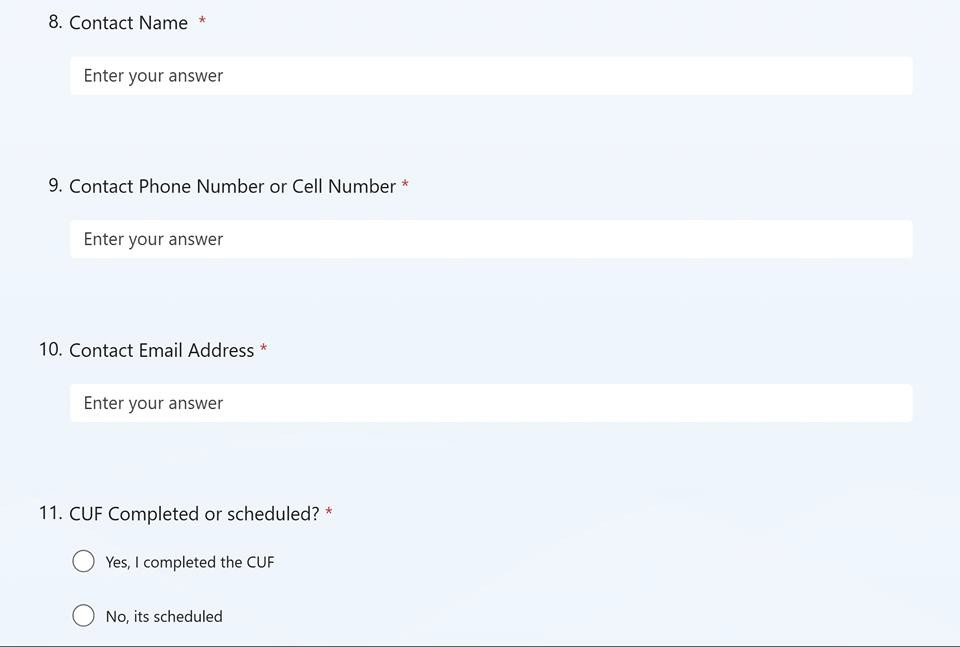 8. Contact Name *
Enter your answer
9. Contact Phone Number or Cell Number *
Enter your answer
10. Contact Email Address *
Enter your answer
11. CUF Completed or scheduled? *
Yes, I completed the CUF
No, its scheduled